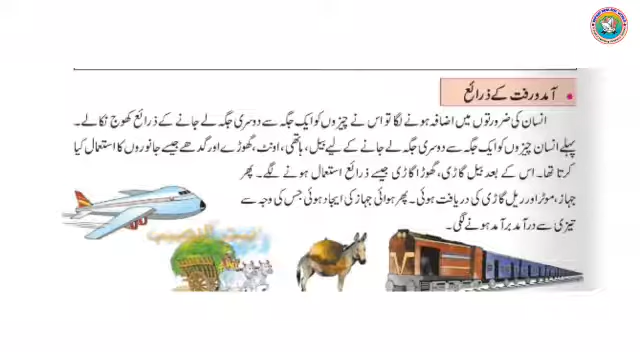 آمدورفت کے ذرائع
انسان کی ضرورتوں میں اضافہ ہونے لگا تو اس نے چیزوں کو ایک جگہ سے دوسری جگہ لے جانے کے ذرائع کھوج نکالے۔
پہلے انسان چیزوں کو ایک جگہ سے دوسری جگہ لے جانے کے لیے بیل، ہاتھی، اونٹ، گھوڑے اور گدھے جیسے جانوروں کا استعمال کیا
کرتا تھا۔ اس کے بعد بیل گاڑی، گھوڑا گاڑی جیسے ذرائع استعمال ہونے لگے۔ پھر
جہاز، موٹر اور ریل گاڑی کی دریافت ہوئی۔ پھر ہوائی جہاز کی ایجاد ہوئی جس کی وجہ سے
تیزی سے درآمد برآمد ہونے لگی۔